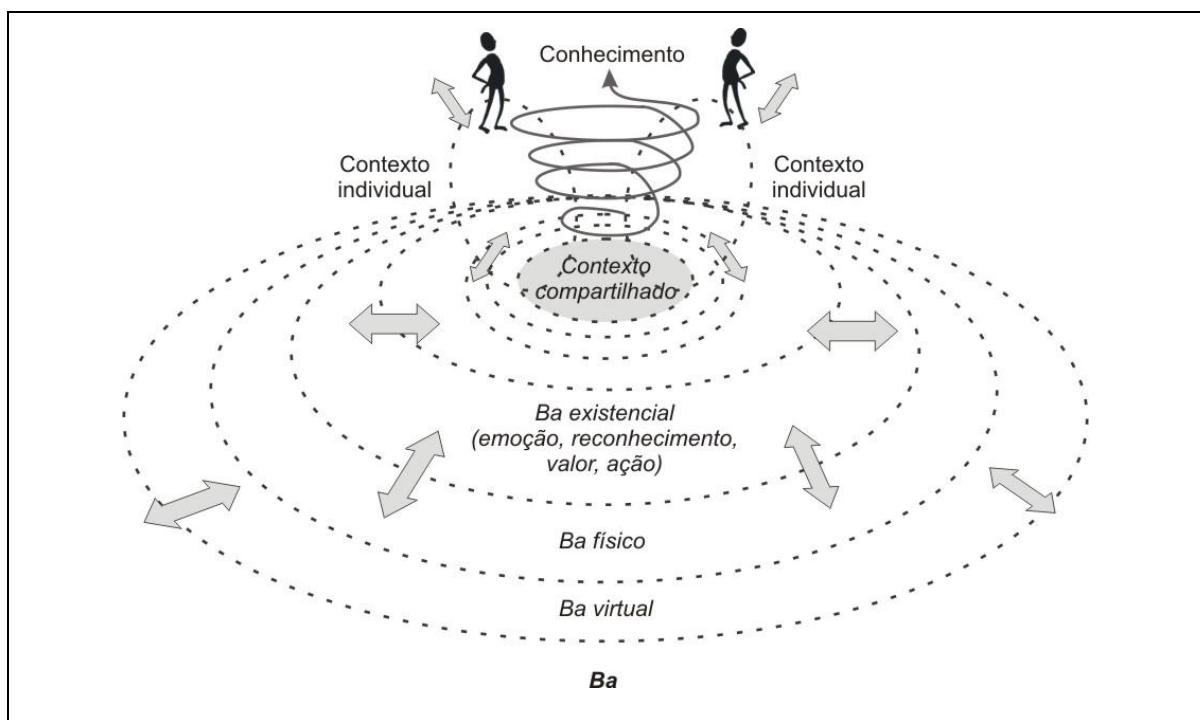 Conhecimento
Contexto
individual
Contexto
individual
Contexto
compartilhado
Ba existencial
(emoção, reconhecimento,
valor, ação)
Ba físico
Ba virtual
Ba